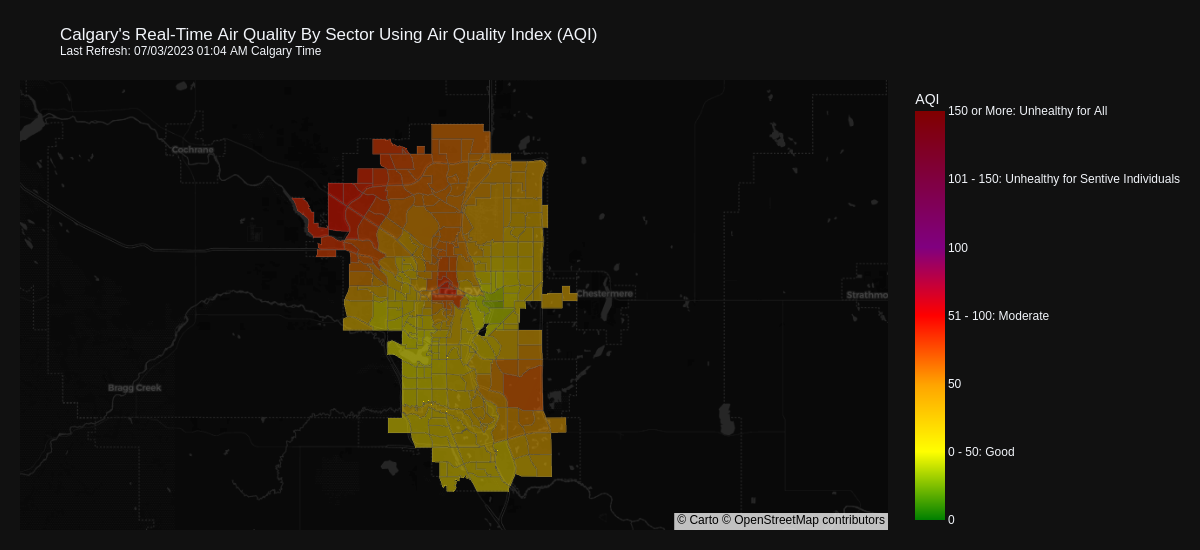 Calgary's Real-Time Air Quality By Sector Using Air Quality Index (AQI)
Last Refresh: 07/03/2023 01:04 AM Calgary Time
AQI
150 or More: Unhealthy for All
101 - 150: Unhealthy for Sentive Individuals
100
51 - 100: Moderate
50
0 - 50: Good
0
Cochrane
Chestermere
Strathmo
Bragg Creek
© Carto © OpenStreetMap contributors